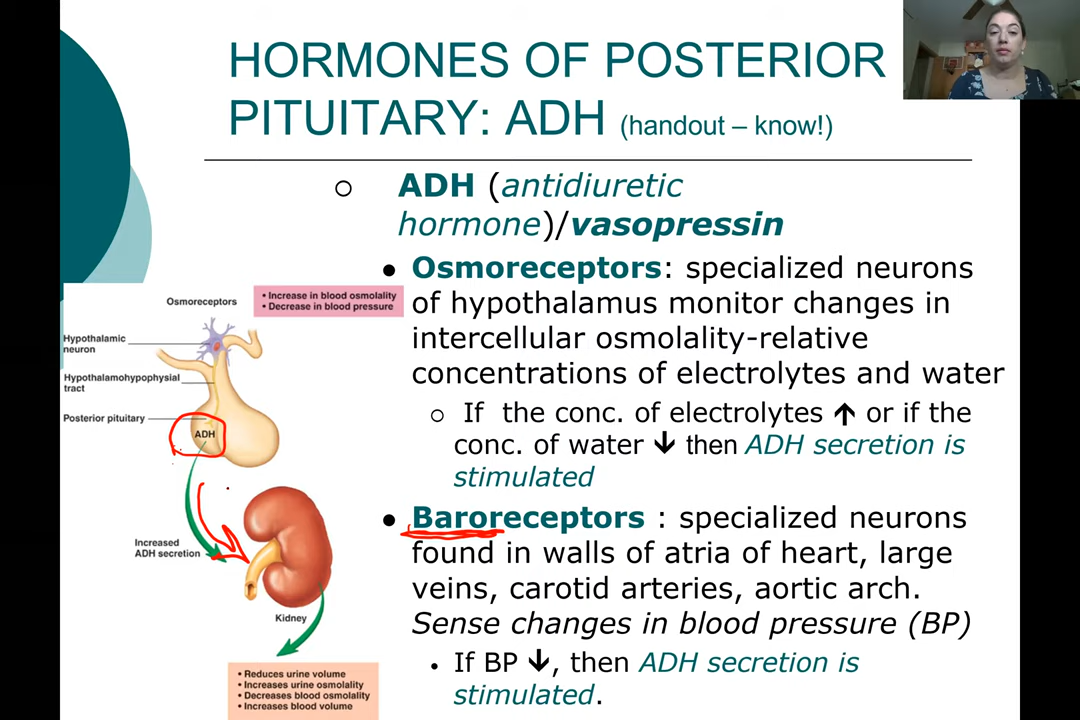 HORMONES OF POSTERIOR
PITUITARY: ADH (handout – know!)
○ ADH (antidiuretic
hormone)/vasopressin
● Osmoreceptors: specialized neurons
of hypothalamus monitor changes in
intercellular osmolality-relative
concentrations of electrolytes and water
○ If the conc. of electrolytes 🡹 or if the
conc. of water 🡻 then ADH secretion is
stimulated
● Baroreceptors : specialized neurons
found in walls of atria of heart, large
veins, carotid arteries, aortic arch.
Sense changes in blood pressure (BP)
• If BP 🡻, then ADH secretion is
stimulated.
Osmoreceptors
• Increase in blood osmolality
• Decrease in blood pressure
Hypothalamic
neuron
Hypothalamohypophysial
tract
Posterior pituitary
ADH
Increased
ADH secretion
Kidney
• Reduces urine volume
• Increases urine osmolality
• Decreases blood osmolality
• Increases blood volume